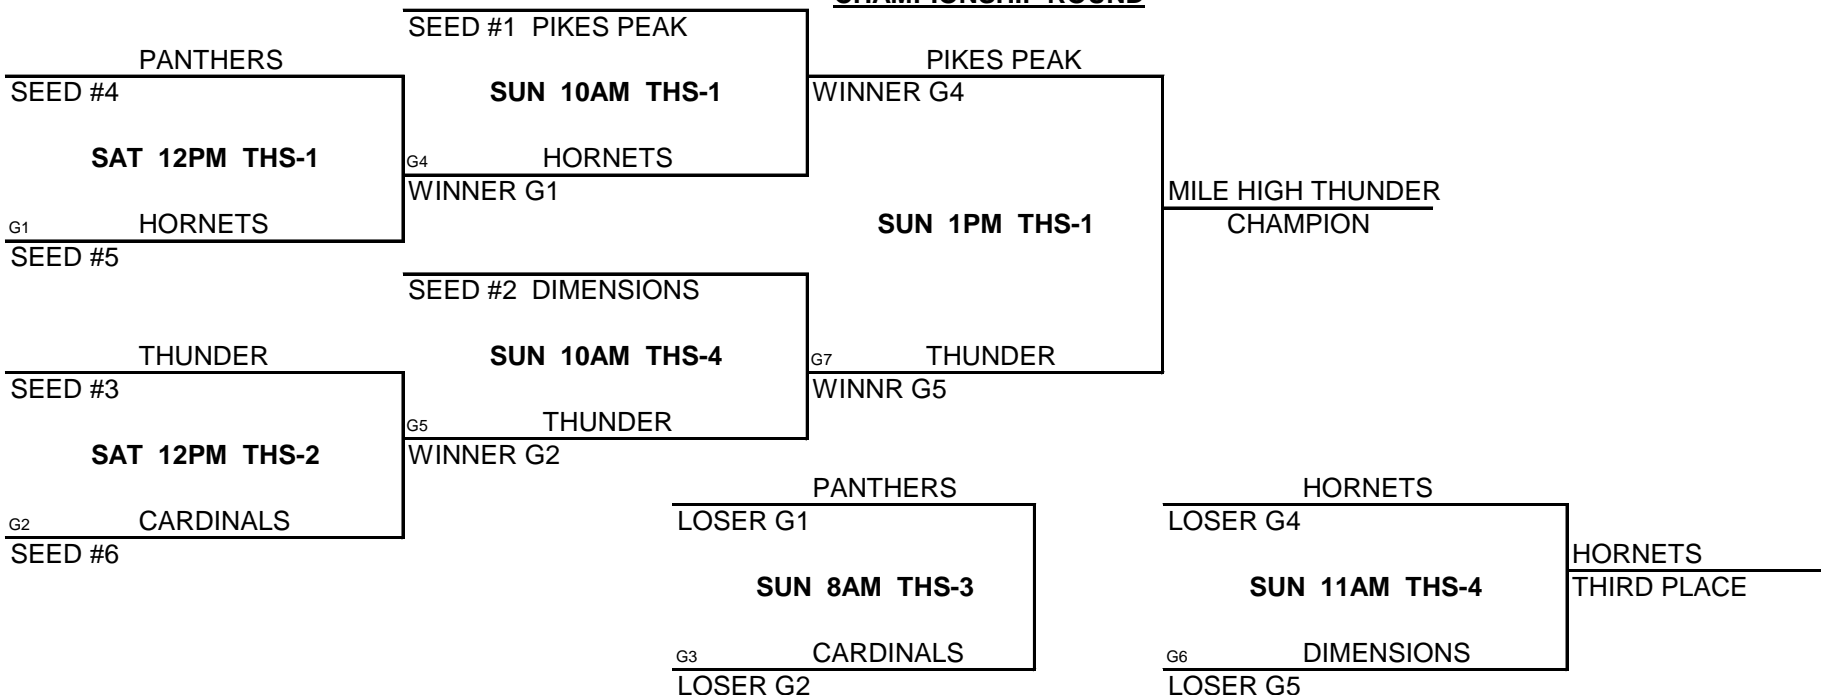 CHAMPIONSHIP ROUND
SEED #1 PIKES PEAK
PANTHERS
PIKES PEAK
SEED #4
SUN 10AM THS-1
WINNER G4
SAT 12PM THS-1
G4 HORNETS
WINNER G1
MILE HIGH THUNDER
G1 HORNETS
SUN 1PM THS-1
CHAMPION
SEED #5
SEED #2 DIMENSIONS
THUNDER
SUN 10AM THS-4
G7 THUNDER
SEED #3
WINNR G5
G5 THUNDER
SAT 12PM THS-2
WINNER G2
PANTHERS
HORNETS
G2 CARDINALS
LOSER G1
LOSER G4
SEED #6
HORNETS
SUN 8AM THS-3
SUN 11AM THS-4
THIRD PLACE
G3 CARDINALS
G6 DIMENSIONS
LOSER G2
LOSER G5